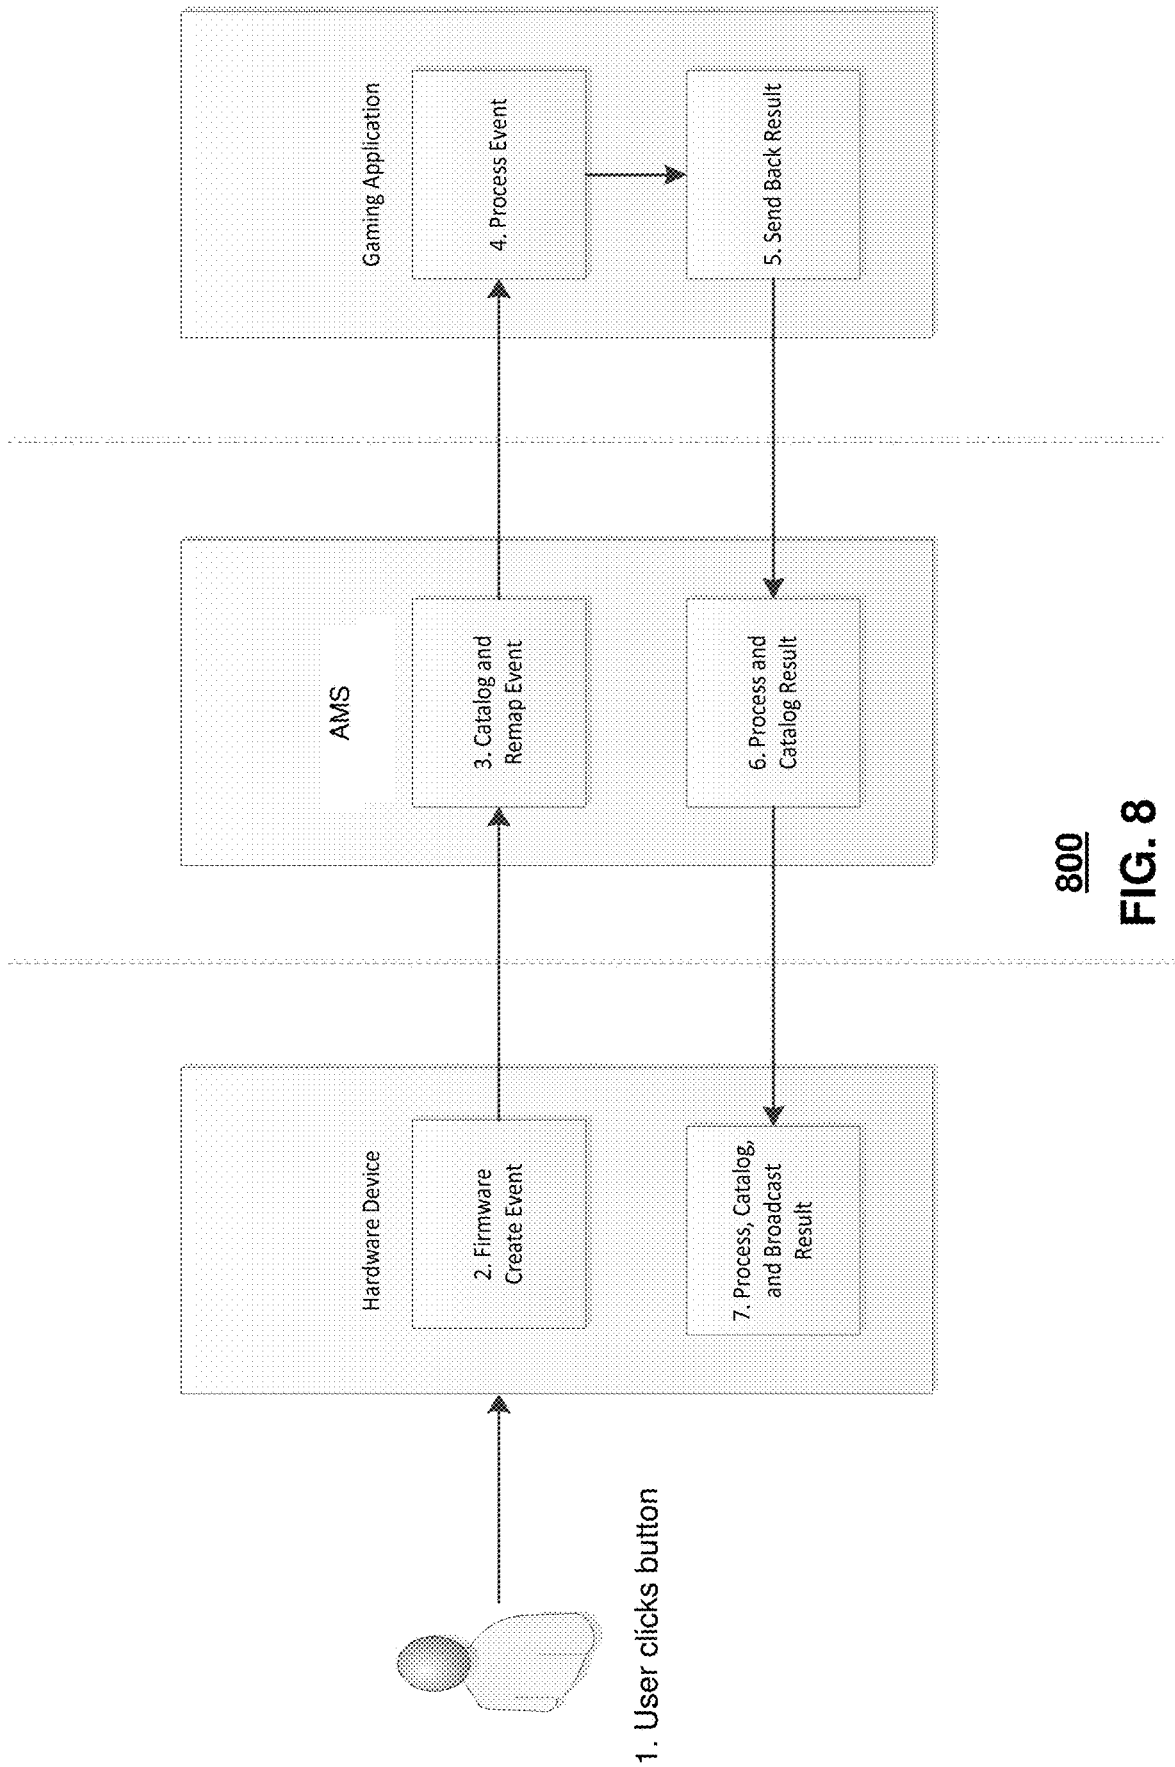 1. User clicks button
Hardware Device
2. Firmware
Create Event
7. Process, Catalog,
and Broadcast
Result
AMS
3. Catalog and
Remap Event
6. Process and
Catalog Result
Gaming Application
4. Process Event
5. Send Back Result
800
FIG. 8